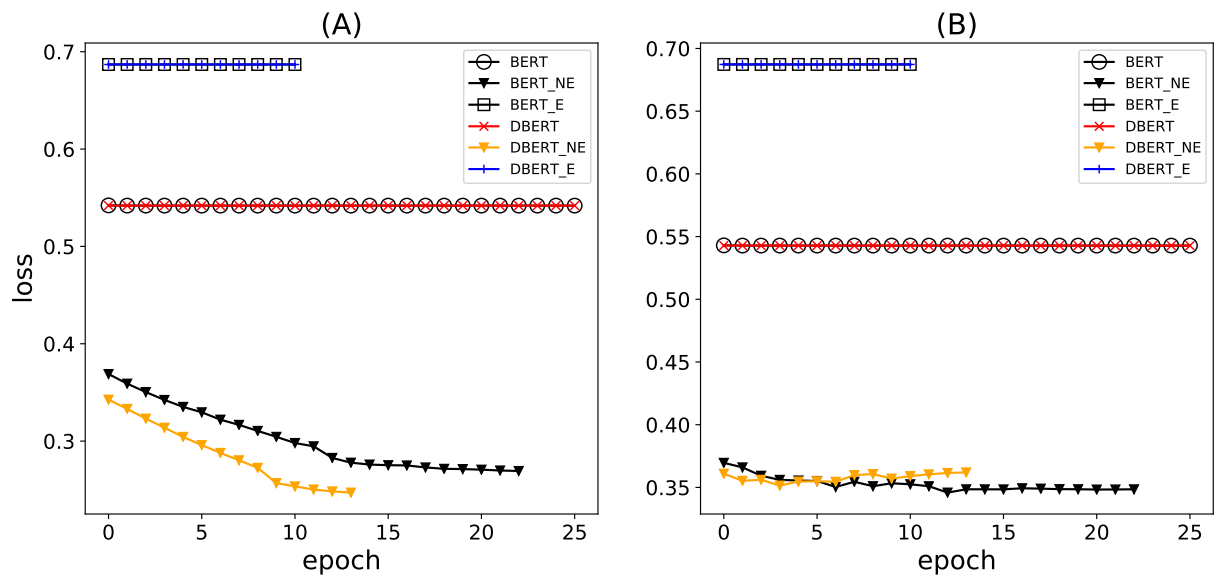 (A)
0.7
0.6
0.5
0.4
0.3
loss
0 5 10 15 20 25
epoch
BERT
BERT_NE
BERT_E
DBERT
DBERT_NE
DBERT_E
(B)
0.70
0.65
0.60
0.55
0.50
0.45
0.40
0.35
0 5 10 15 20 25
epoch
BERT
BERT_NE
BERT_E
DBERT
DBERT_NE
DBERT_E